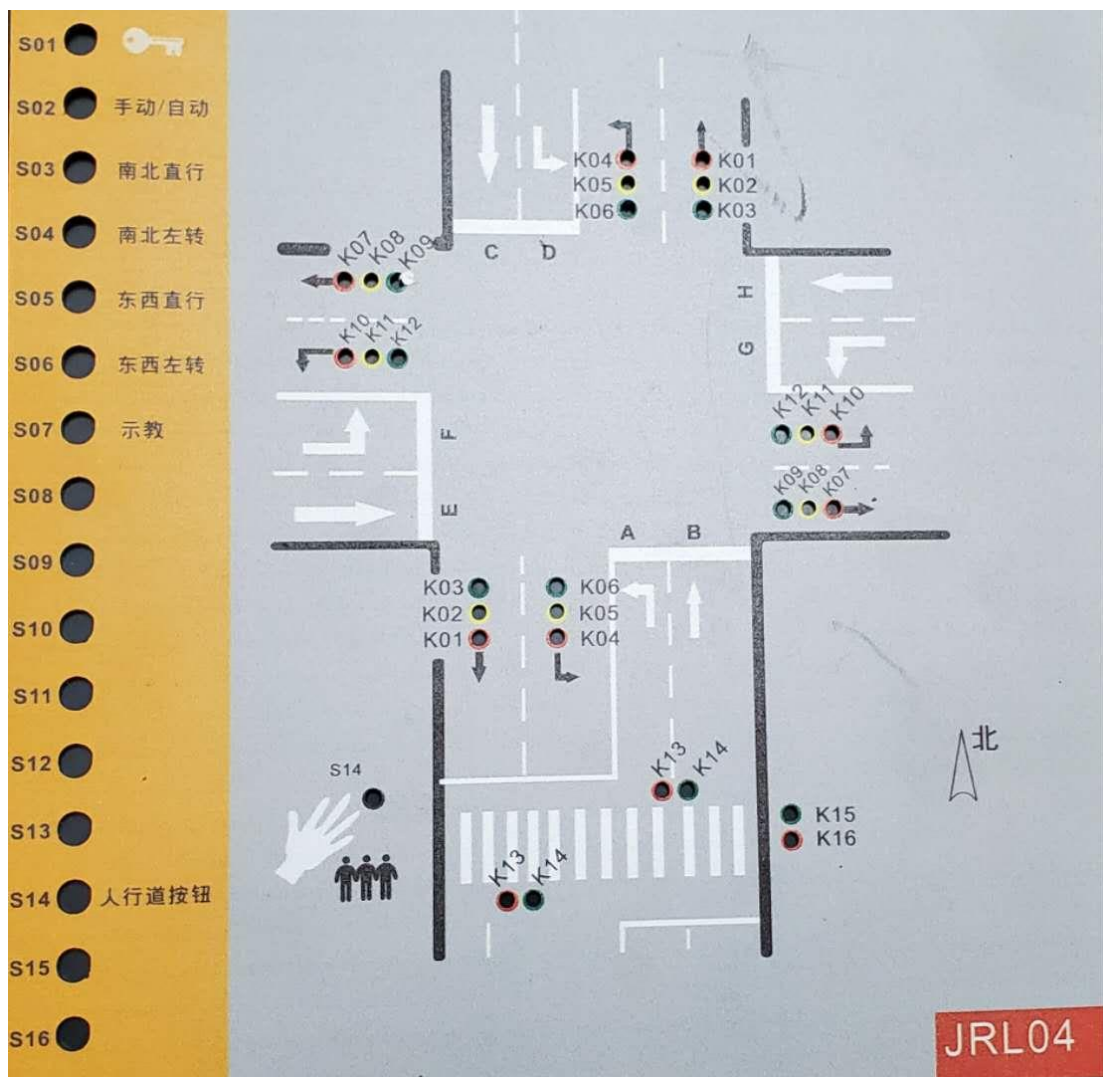 S01
S02 手动/自动
S03 南北直行
S04 南北左转
S05 东西直行
S06 东西左转
S07 示教
S08
S09
S10
S11
S12
S13
S14 人行道按钮
S15
S16
K04 K01
K05 K02
K06 K03
C D
K07 K08 K09
K10 K11 K12
H
G
K12 K11 K10
K09 K08 K07
F
E
A B
K03 K06
K02 K05
K01 K04
北
K13 K14
S14
K15
K16
K13 K14
JRL04